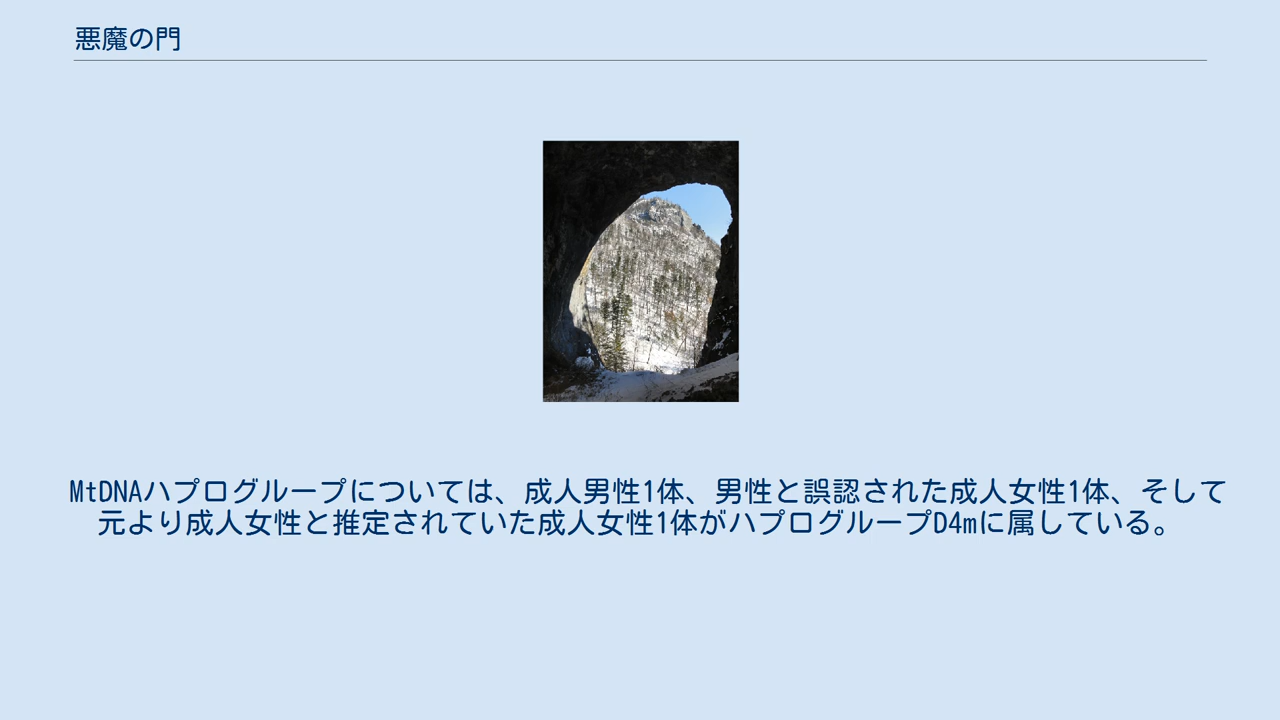 悪魔の門
MtDNAハプログループについては、成人男性1体、男性と誤認された成人女性1体、そして
元より成人女性と推定されていた成人女性1体がハプログループD4mに属している。